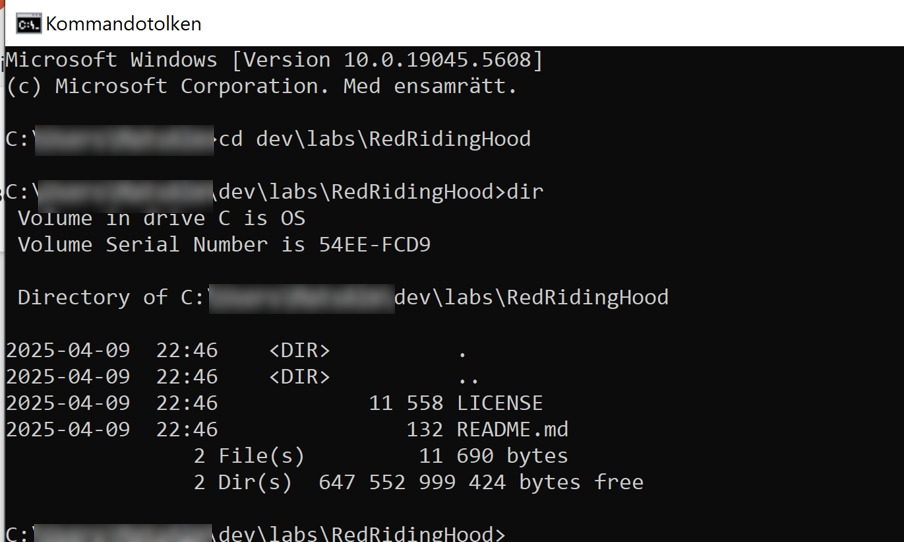 Kommandotolken
Microsoft Windows [Version 10.0.19045.5608]
(c) Microsoft Corporation. Med ensamrätt.
C:\>cd dev\labs\RedRidingHood
C:\\dev\labs\RedRidingHood>dir
Volume in drive C is OS
Volume Serial Number is 54EE-FCD9
Directory of C:\dev\labs\RedRidingHood
2025-04-09  22:46    <DIR>          .
2025-04-09  22:46    <DIR>          ..
2025-04-09  22:46            11 558 LICENSE
2025-04-09  22:46               132 README.md
2 File(s)         11 690 bytes
2 Dir(s)  647 552 999 424 bytes free
C:\\dev\labs\RedRidingHood>